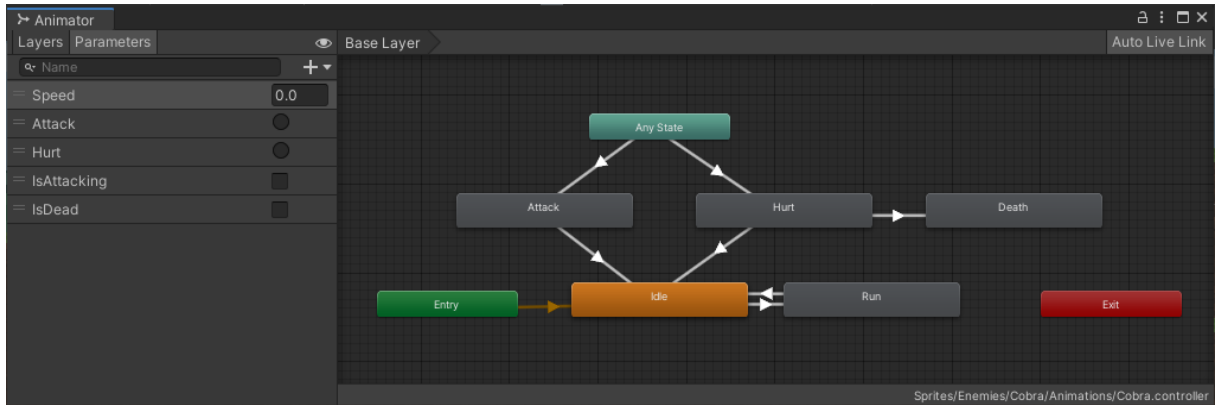 Animator
Layers Parameters
Base Layer
Auto Live Link
Name
Speed 0.0
Attack
Hurt
IsAttacking
IsDead
Any State
Attack
Hurt
Death
Idle
Run
Entry
Exit
Sprites/Enemies/Cobra/Animations/Cobra.controller